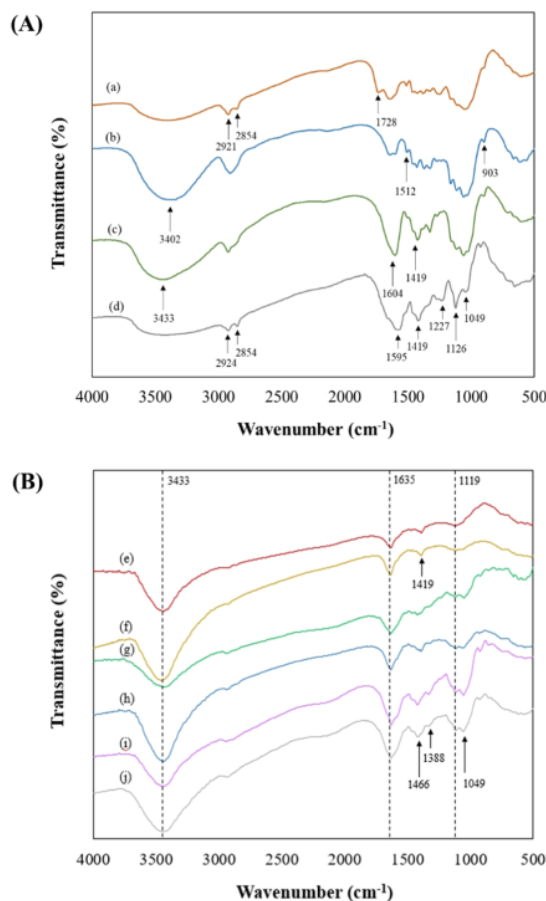 (A)
Transmittance (%)
(a)
(b)
(c)
(d)
2921
2854
1728
3402
1512
903
3433
1604
1419
2924
2854
1595
1419
1227
1126
1049
4000 3500 3000 2500 2000 1500 1000 500
Wavenumber (cm⁻¹)
(B)
Transmittance (%)
3433 1635 1119
(e)
1419
(f)
(g)
(h)
(i)
(j)
1466
1388
1049
4000 3500 3000 2500 2000 1500 1000 500
Wavenumber (cm⁻¹)